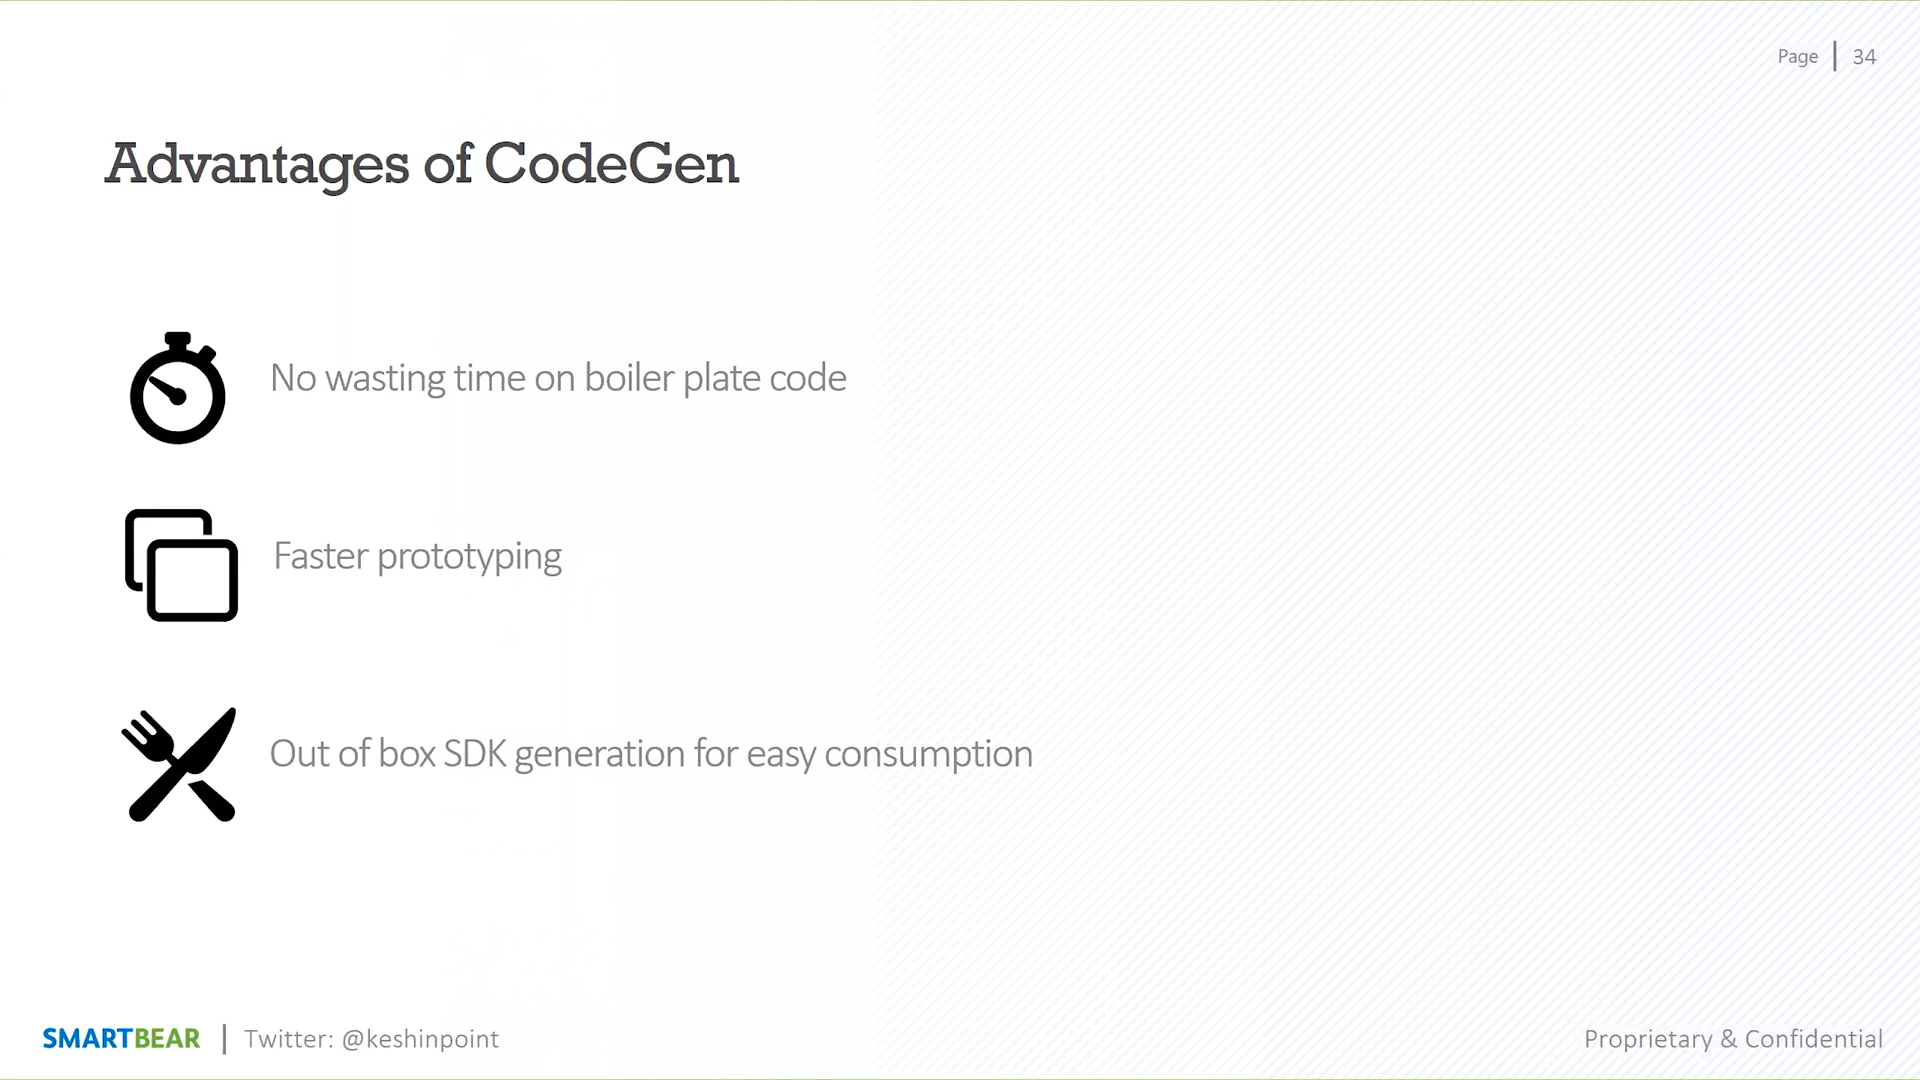 Page | 34
Advantages of CodeGen
No wasting time on boiler plate code
Faster prototyping
Out of box SDK generation for easy consumption
SMARTBEAR | Twitter: @keshinpoint
Proprietary & Confidential